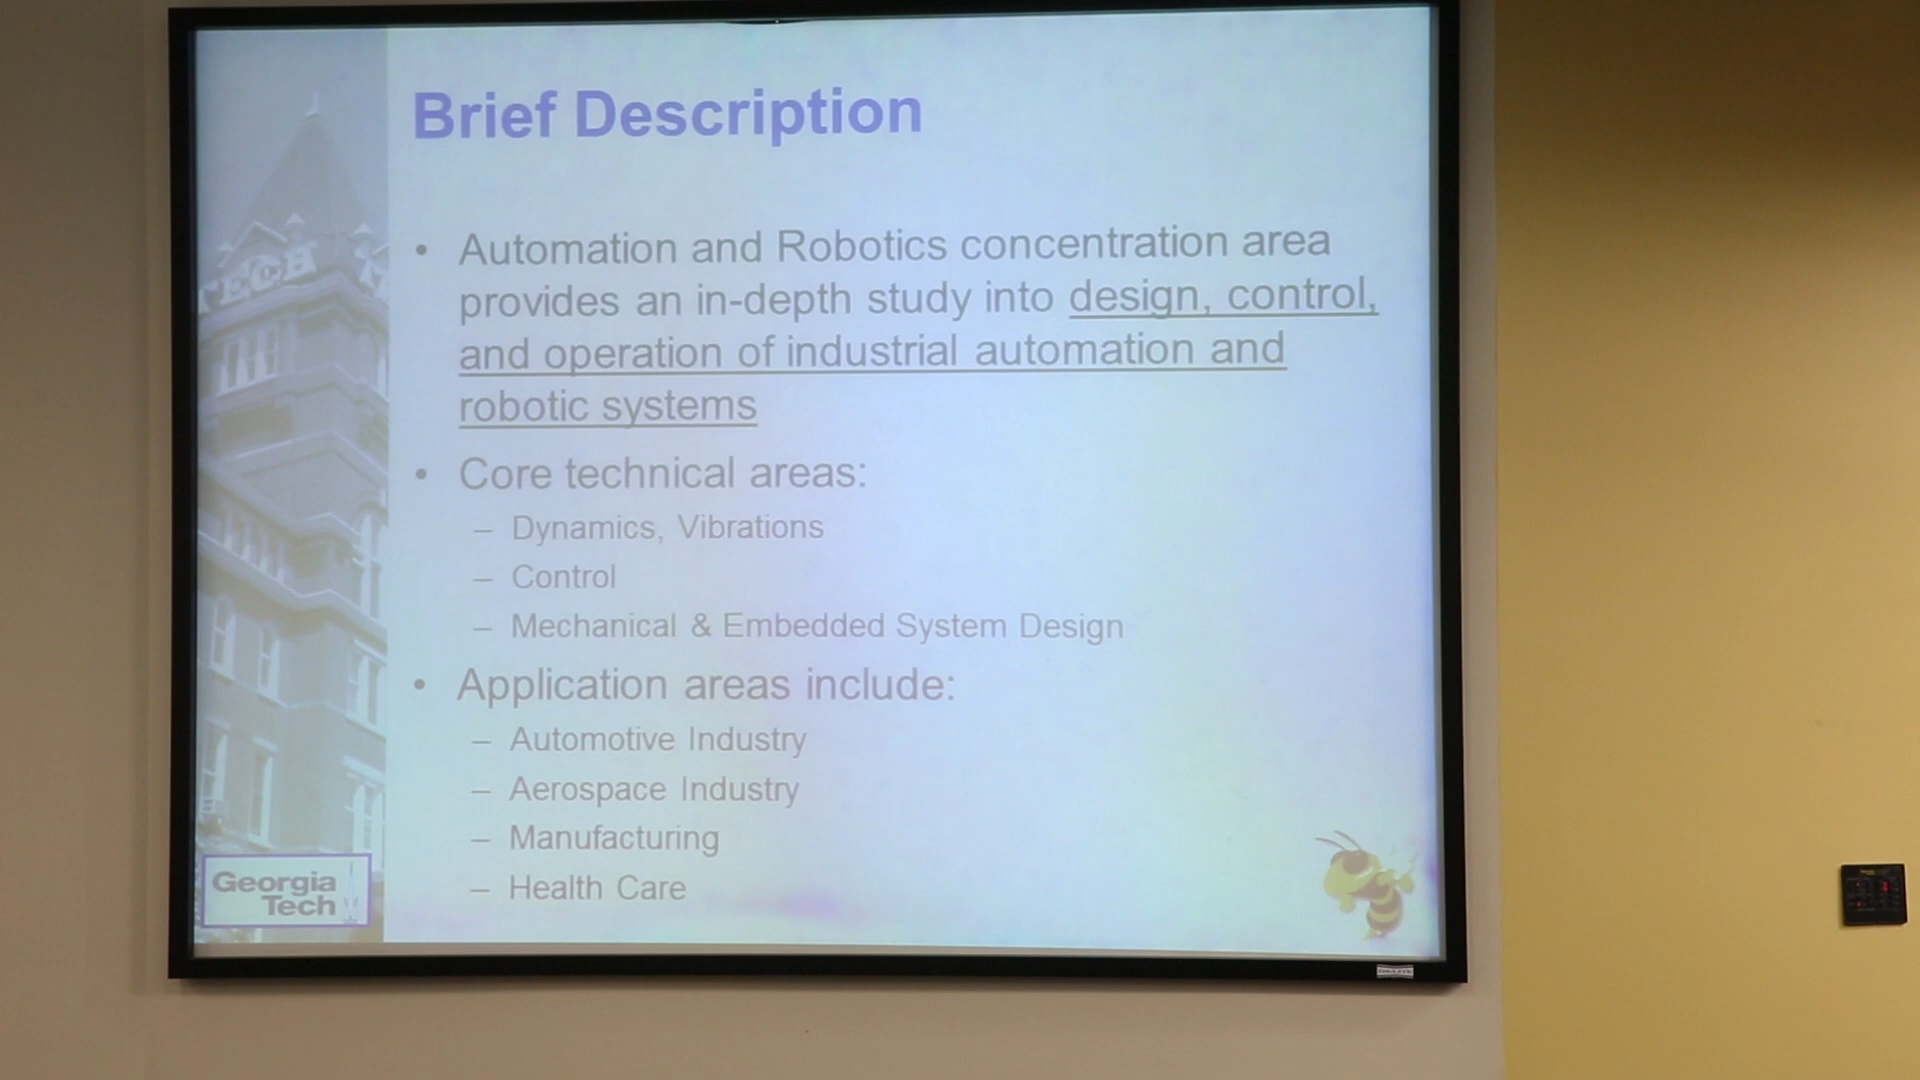 Brief Description
• Automation and Robotics concentration area
provides an in-depth study into design, control,
and operation of industrial automation and
robotic systems
• Core technical areas:
– Dynamics, Vibrations
– Control
– Mechanical & Embedded System Design
• Application areas include:
– Automotive Industry
– Aerospace Industry
– Manufacturing
– Health Care
TECH
Georgia
Tech